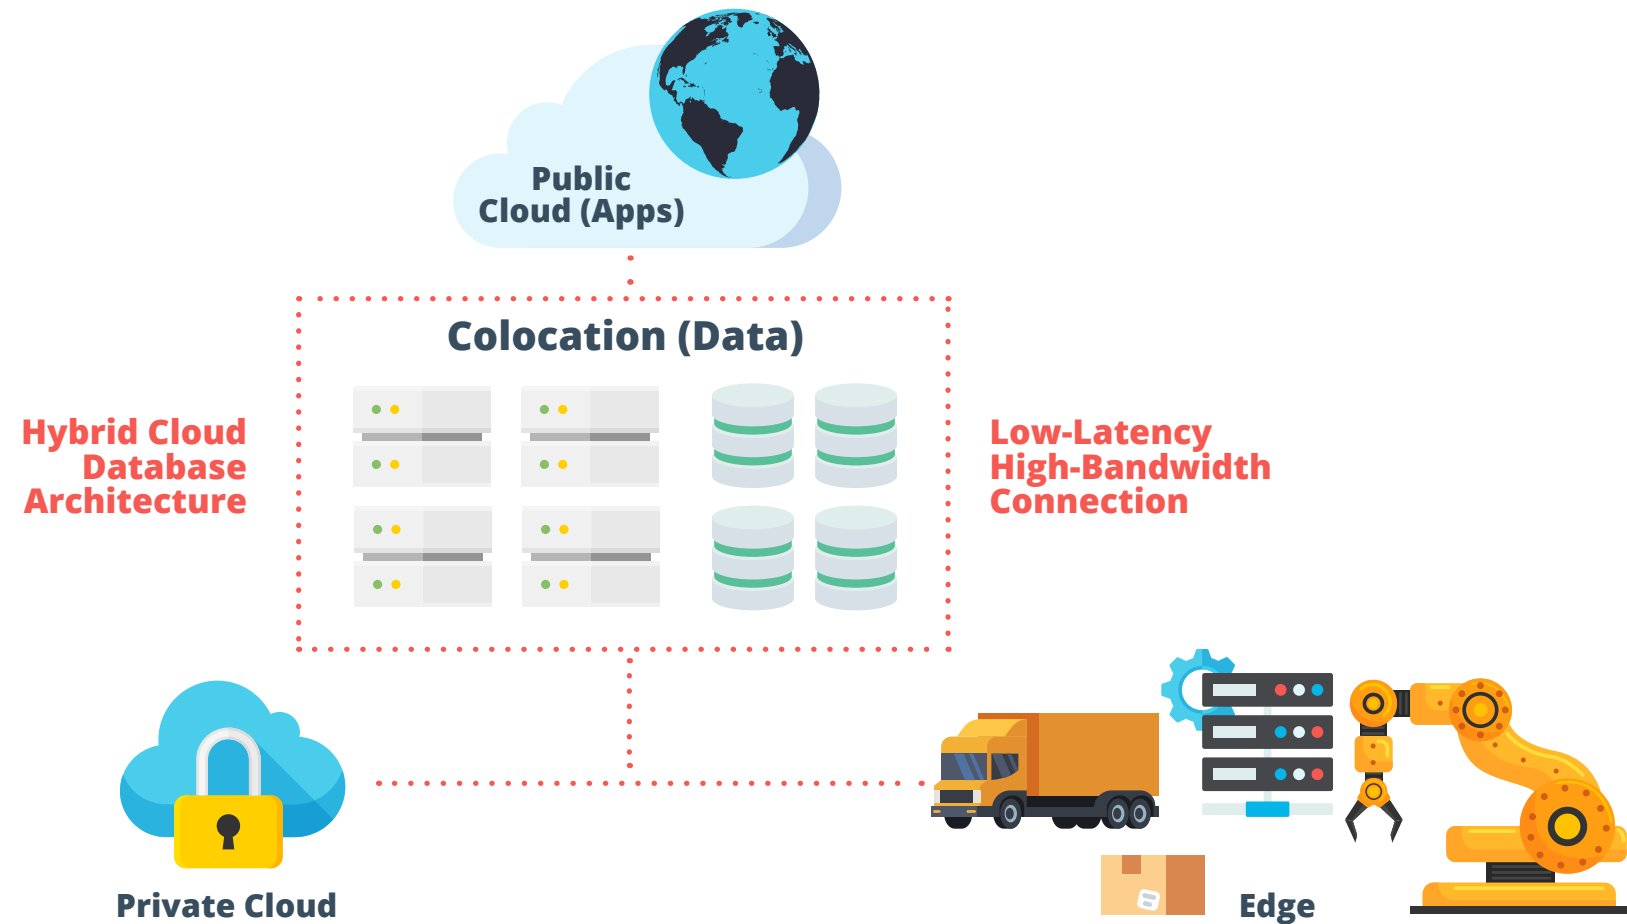 Public
Cloud (Apps)
Colocation (Data)
Hybrid Cloud
Database
Architecture
Low-Latency
High-Bandwidth
Connection
Private Cloud
Edge